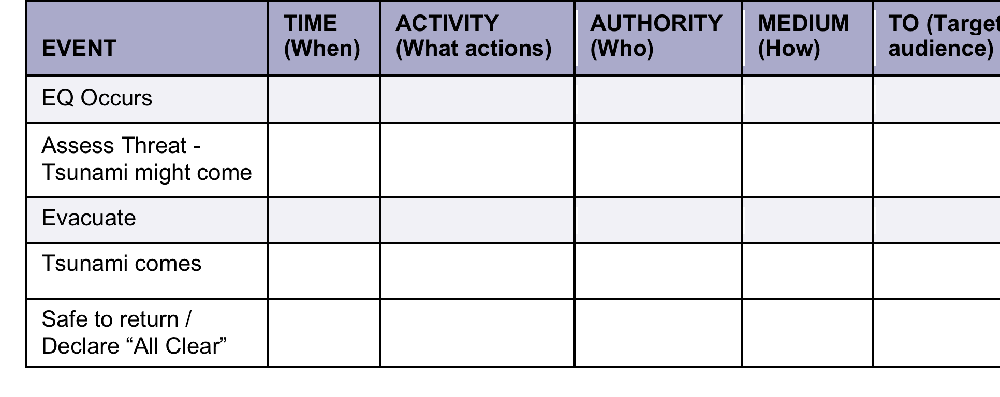 EVENT
TIME
(When)
ACTIVITY
(What actions)
AUTHORITY
(Who)
MEDIUM
(How)
TO (Target
audience)
EQ Occurs
Assess Threat -
Tsunami might come
Evacuate
Tsunami comes
Safe to return /
Declare “All Clear”